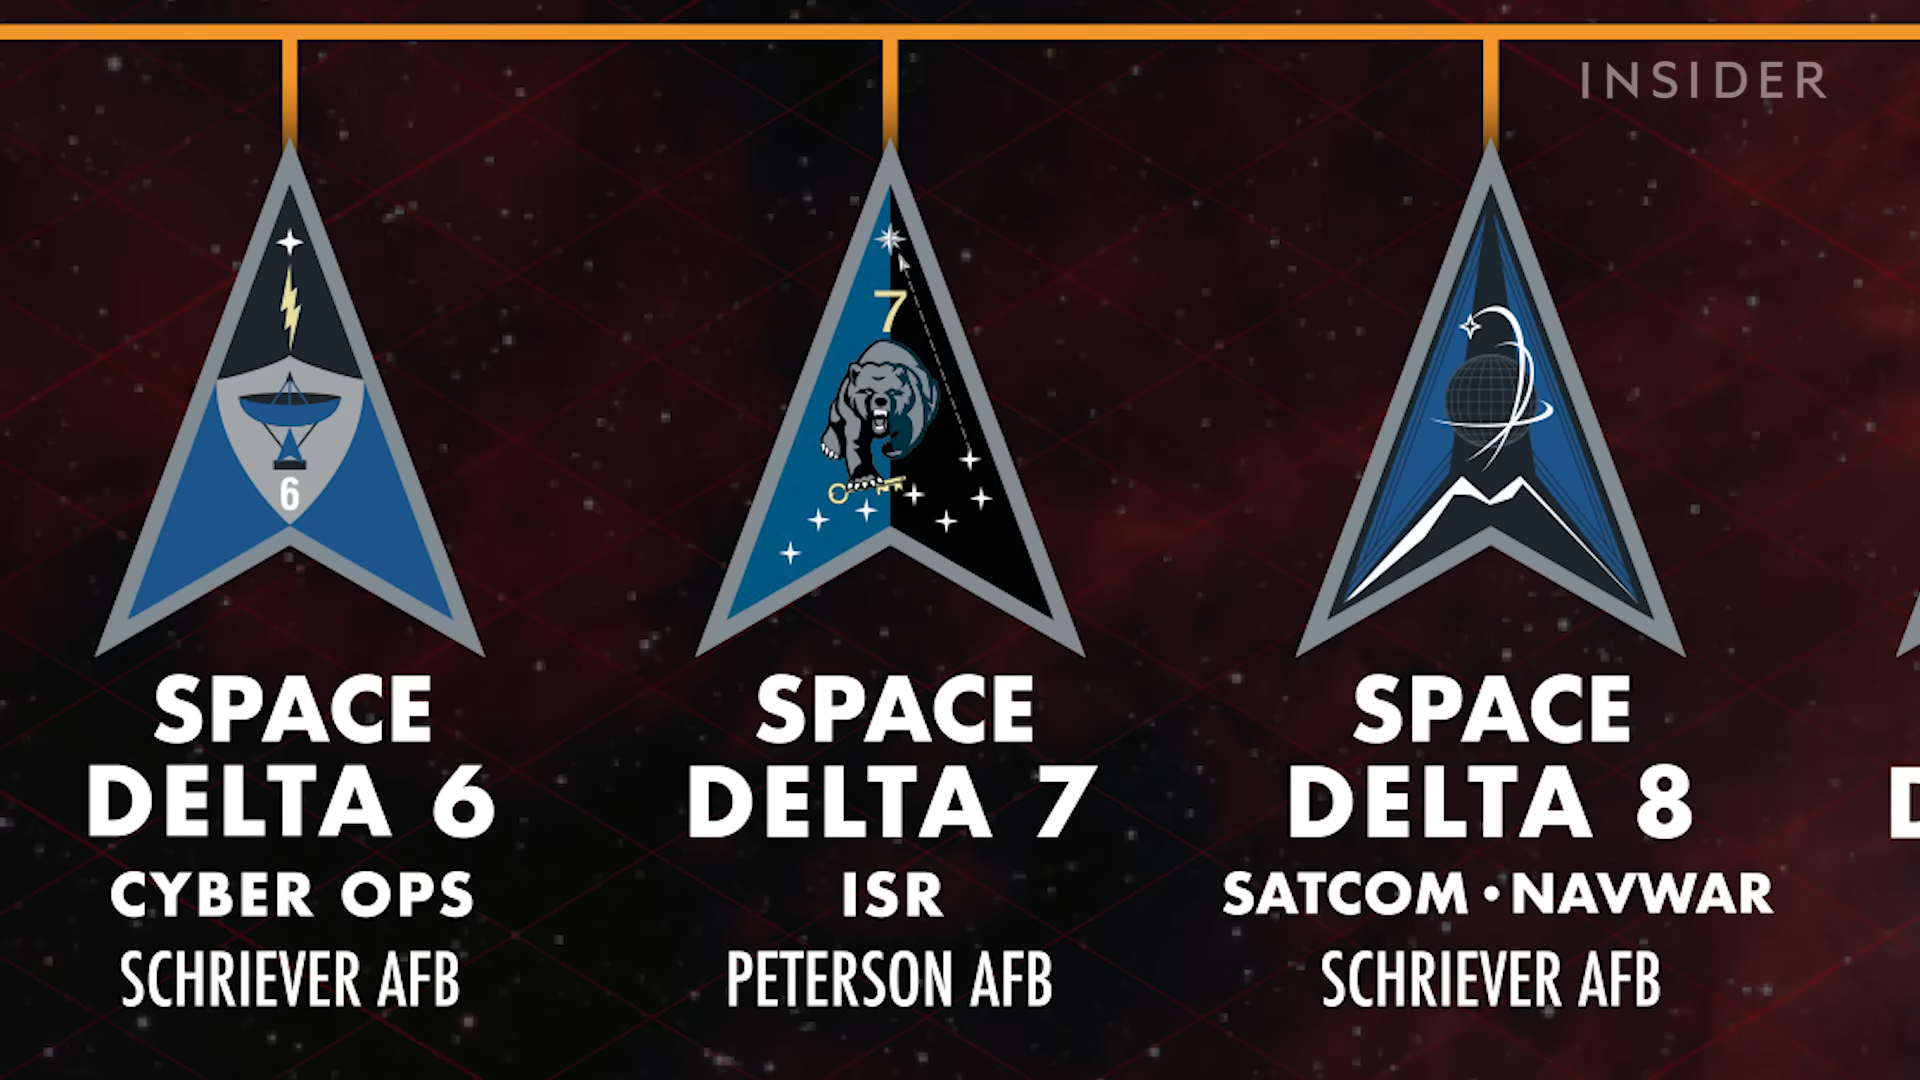 INSIDER
6
7
SPACE
DELTA 6
CYBER OPS
SCHRIEVER AFB
SPACE
DELTA 7
ISR
PETERSON AFB
SPACE
DELTA 8
SATCOM • NAVWAR
SCHRIEVER AFB